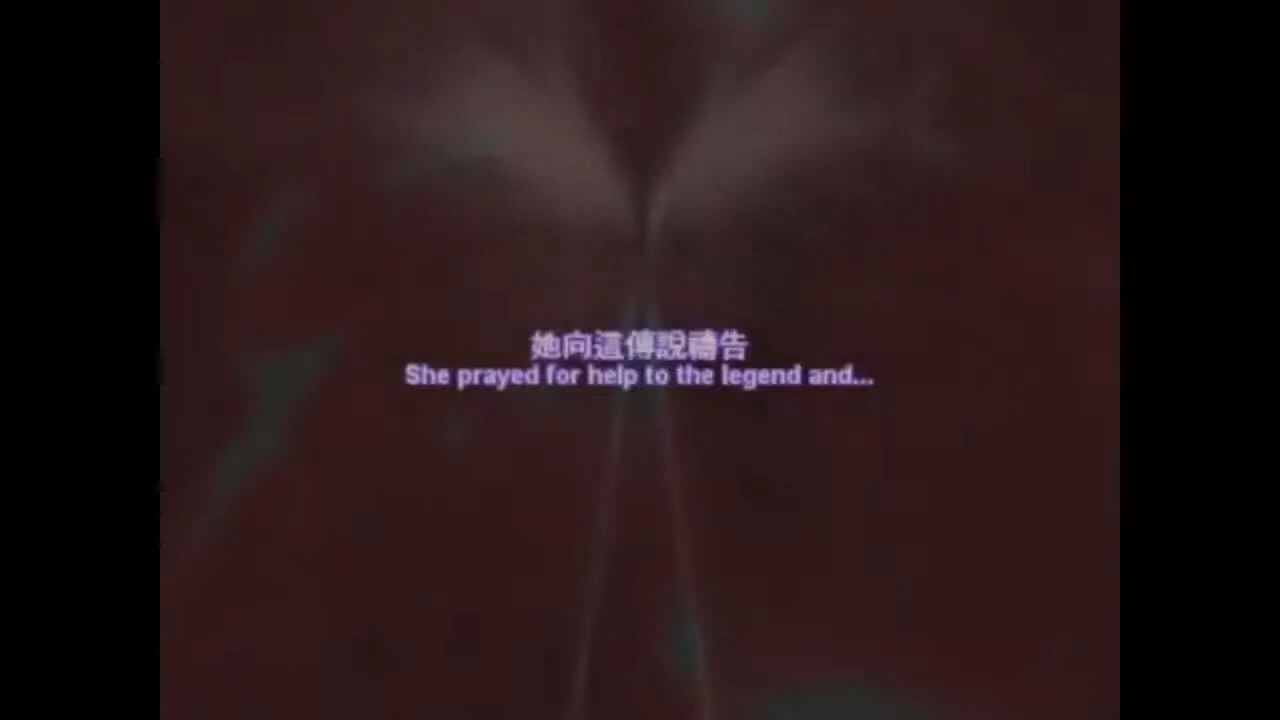 她向這傳說禱告
She prayed for help to the legend and...